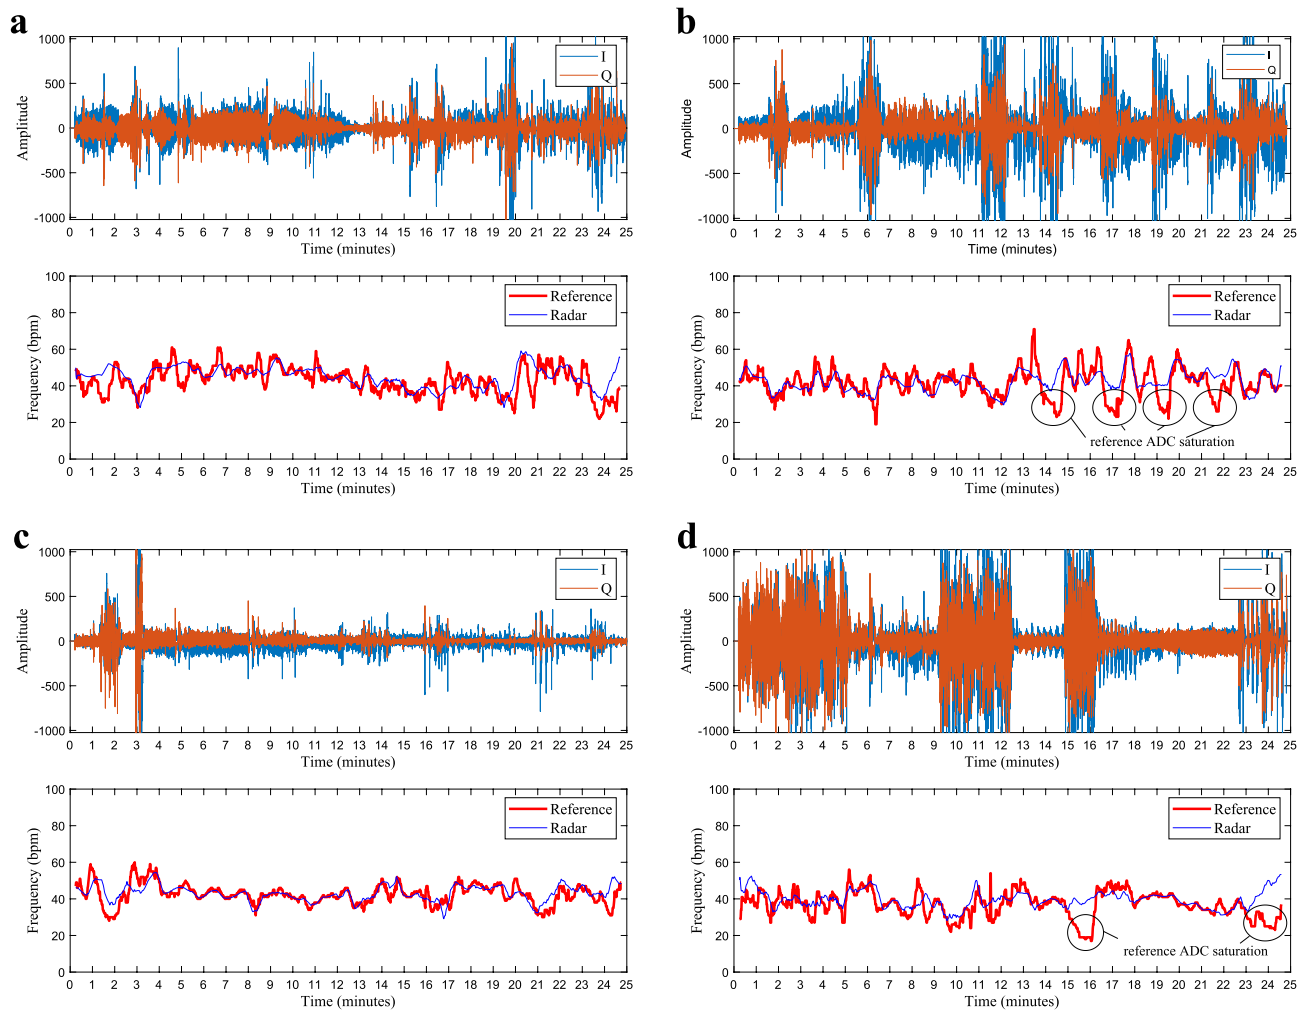 a
1000
500
0
-500
-1000
Amplitude
I
Q
0 1 2 3 4 5 6 7 8 9 10 11 12 13 14 15 16 17 18 19 20 21 22 23 24 25
Time (minutes)
100
80
60
40
20
0
Frequency (bpm)
Reference
Radar
0 1 2 3 4 5 6 7 8 9 10 11 12 13 14 15 16 17 18 19 20 21 22 23 24 25
Time (minutes)
b
1000
500
0
-500
-1000
Amplitude
I
Q
0 1 2 3 4 5 6 7 8 9 10 11 12 13 14 15 16 17 18 19 20 21 22 23 24 25
Time (minutes)
100
80
60
40
20
0
Frequency (bpm)
Reference
Radar
reference ADC saturation
0 1 2 3 4 5 6 7 8 9 10 11 12 13 14 15 16 17 18 19 20 21 22 23 24 25
Time (minutes)
c
1000
500
0
-500
-1000
Amplitude
I
Q
0 1 2 3 4 5 6 7 8 9 10 11 12 13 14 15 16 17 18 19 20 21 22 23 24 25
Time (minutes)
100
80
60
40
20
0
Frequency (bpm)
Reference
Radar
0 1 2 3 4 5 6 7 8 9 10 11 12 13 14 15 16 17 18 19 20 21 22 23 24 25
Time (minutes)
d
1000
500
0
-500
-1000
Amplitude
I
Q
0 1 2 3 4 5 6 7 8 9 10 11 12 13 14 15 16 17 18 19 20 21 22 23 24 25
Time (minutes)
100
80
60
40
20
0
Frequency (bpm)
Reference
Radar
reference ADC saturation
0 1 2 3 4 5 6 7 8 9 10 11 12 13 14 15 16 17 18 19 20 21 22 23 24 25
Time (minutes)